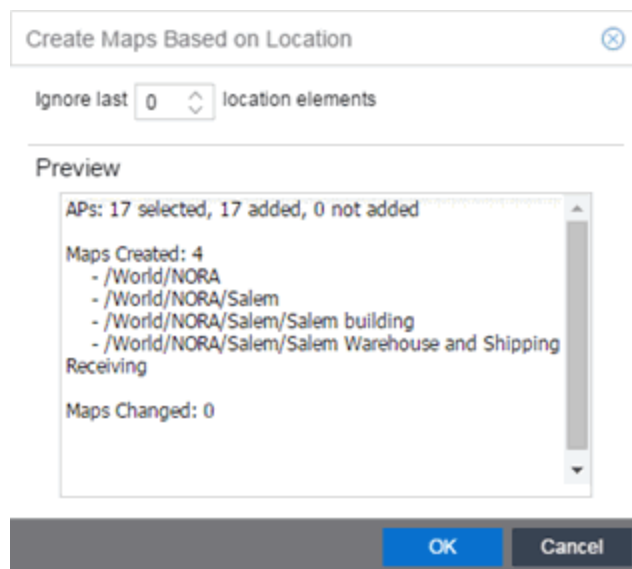 Create Maps Based on Location
Ignore last 0 location elements
Preview
APs: 17 selected, 17 added, 0 not added
Maps Created: 4
- /World/NORA
- /World/NORA/Salem
- /World/NORA/Salem/Salem building
- /World/NORA/Salem/Salem Warehouse and Shipping
Receiving
Maps Changed: 0
OK Cancel